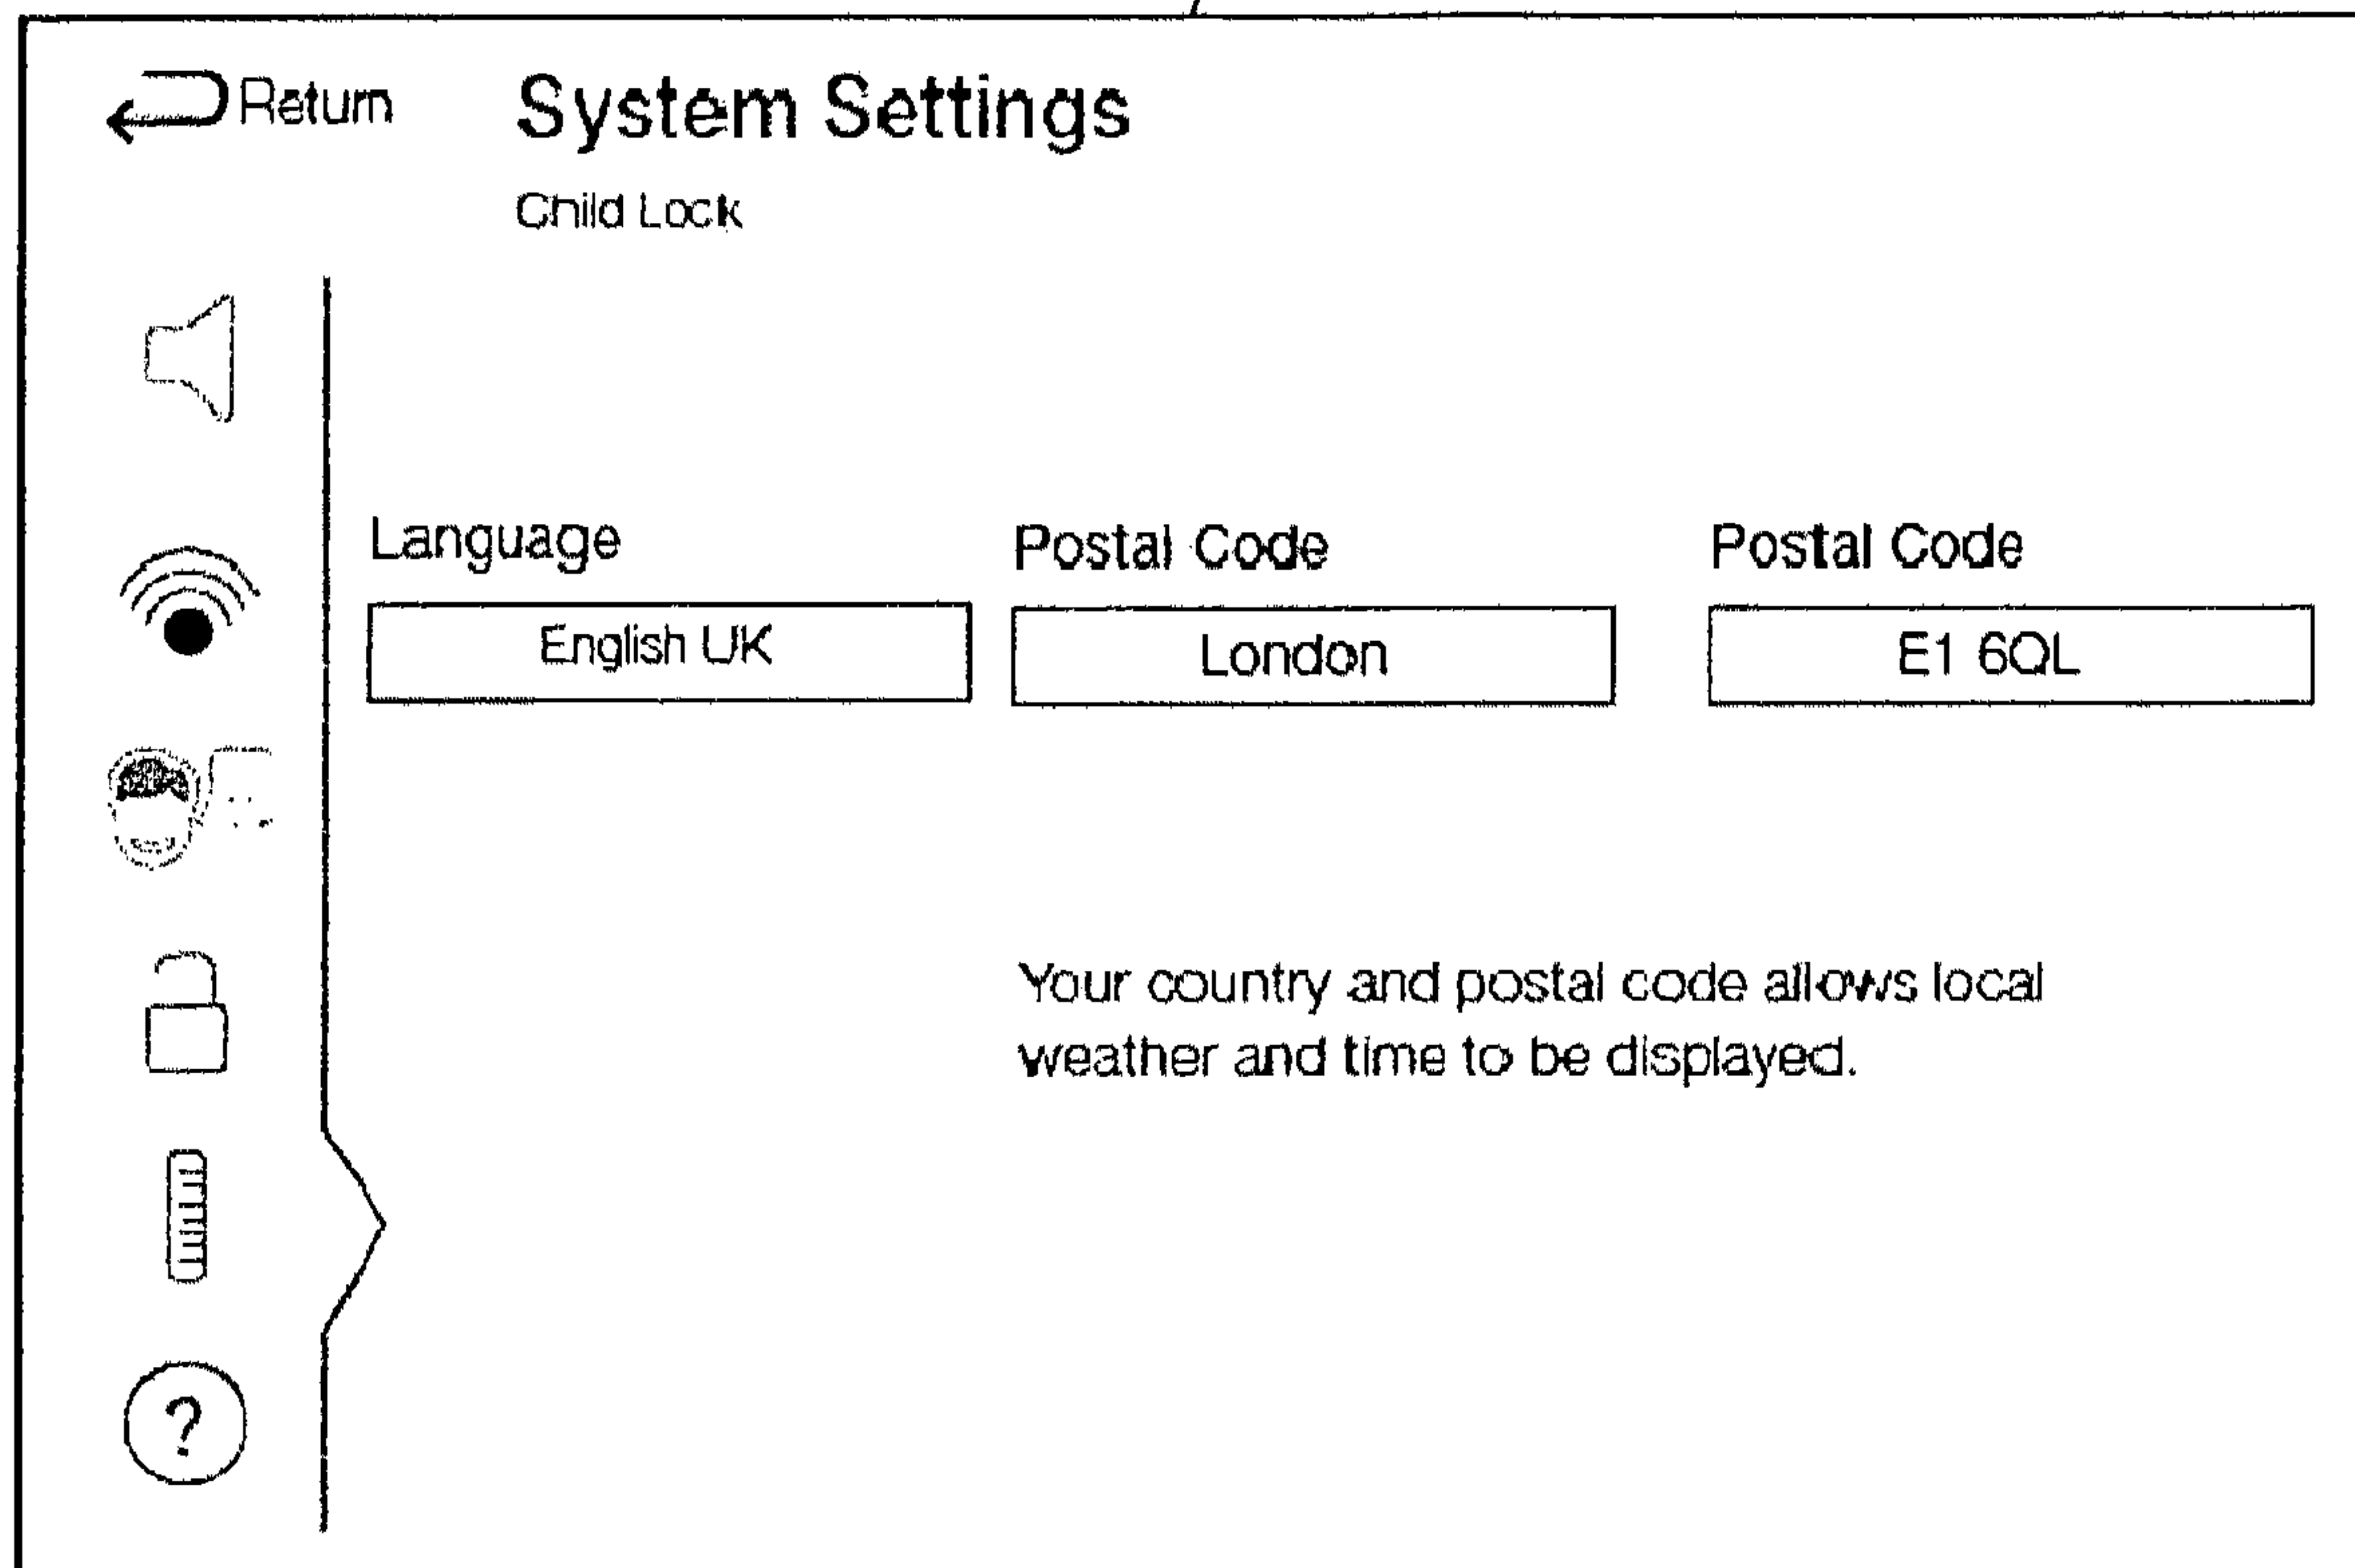 Return
System Settings
Child Lock
Language
Postal Code
Postal Code
English UK
London
E1 6QL
Your country and postal code allows local
weather and time to be displayed.
?